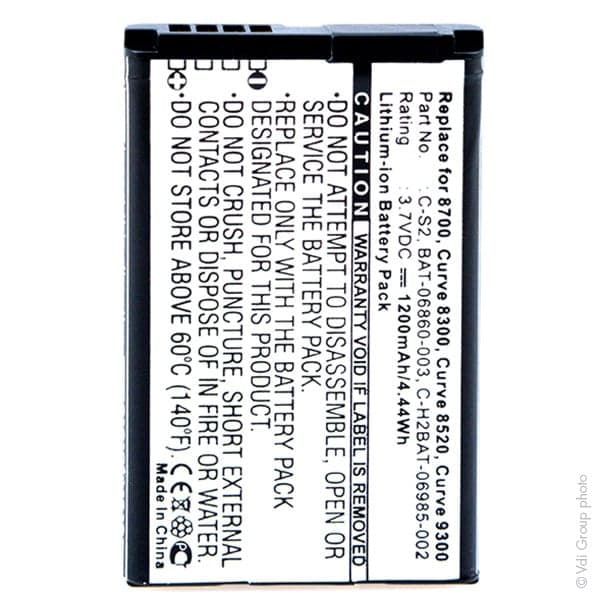 Replace for 8700, Curve 8300, Curve 8520, Curve 9300
Part No. : C-S2, BAT-06860-003, C-H2BAT-06985-002
Rating : 3.7VDC ⎓ 1200mAh/4.44Wh
Lithium-ion Battery Pack
CAUTION WARRANTY VOID IF LABEL IS REMOVED
•DO NOT ATTEMPT TO DISASSEMBLE, OPEN OR
SERVICE THE BATTERY PACK.
•REPLACE ONLY WITH THE BATTERY PACK
DESIGNATED FOR THIS PRODUCT.
•DO NOT CRUSH, PUNCTURE, SHORT EXTERNAL
CONTACTS OR DISPOSE OF IN FIRE.
•DO NOT STORE ABOVE 60°C (140°F).
Made In China
© Vdi Group photo